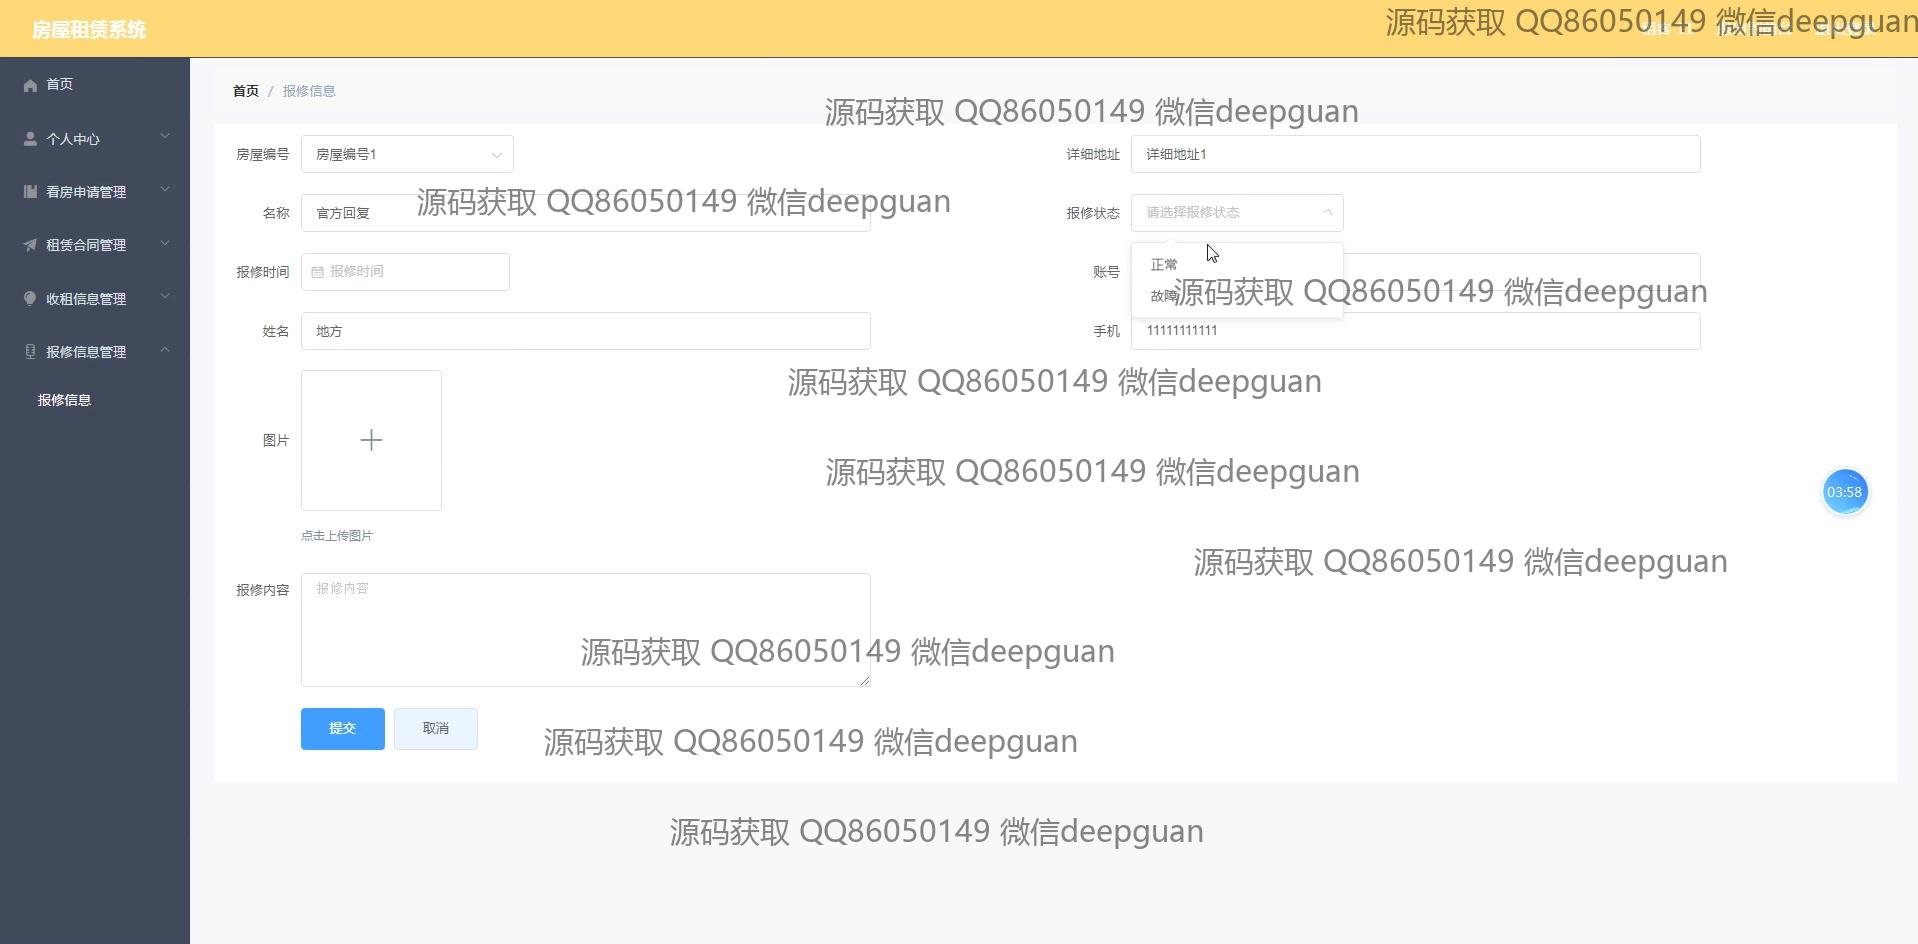 房屋租赁系统
源码获取 QQ86050149 微信deepguan
首页
首页 / 报修信息
源码获取 QQ86050149 微信deepguan
个人中心
房屋编号 房屋编号1 详细地址 详细地址1
看房申请管理
源码获取 QQ86050149 微信deepguan
名称 官方回复 报修状态 请选择报修状态
租赁合同管理
正常
报修时间 报修时间 账号
收租信息管理
故障
源码获取 QQ86050149 微信deepguan
姓名 地方 手机 11111111111
报修信息管理
源码获取 QQ86050149 微信deepguan
报修信息
图片
源码获取 QQ86050149 微信deepguan
03:58
点击上传图片
源码获取 QQ86050149 微信deepguan
报修内容 报修内容
源码获取 QQ86050149 微信deepguan
提交 取消
源码获取 QQ86050149 微信deepguan
源码获取 QQ86050149 微信deepguan